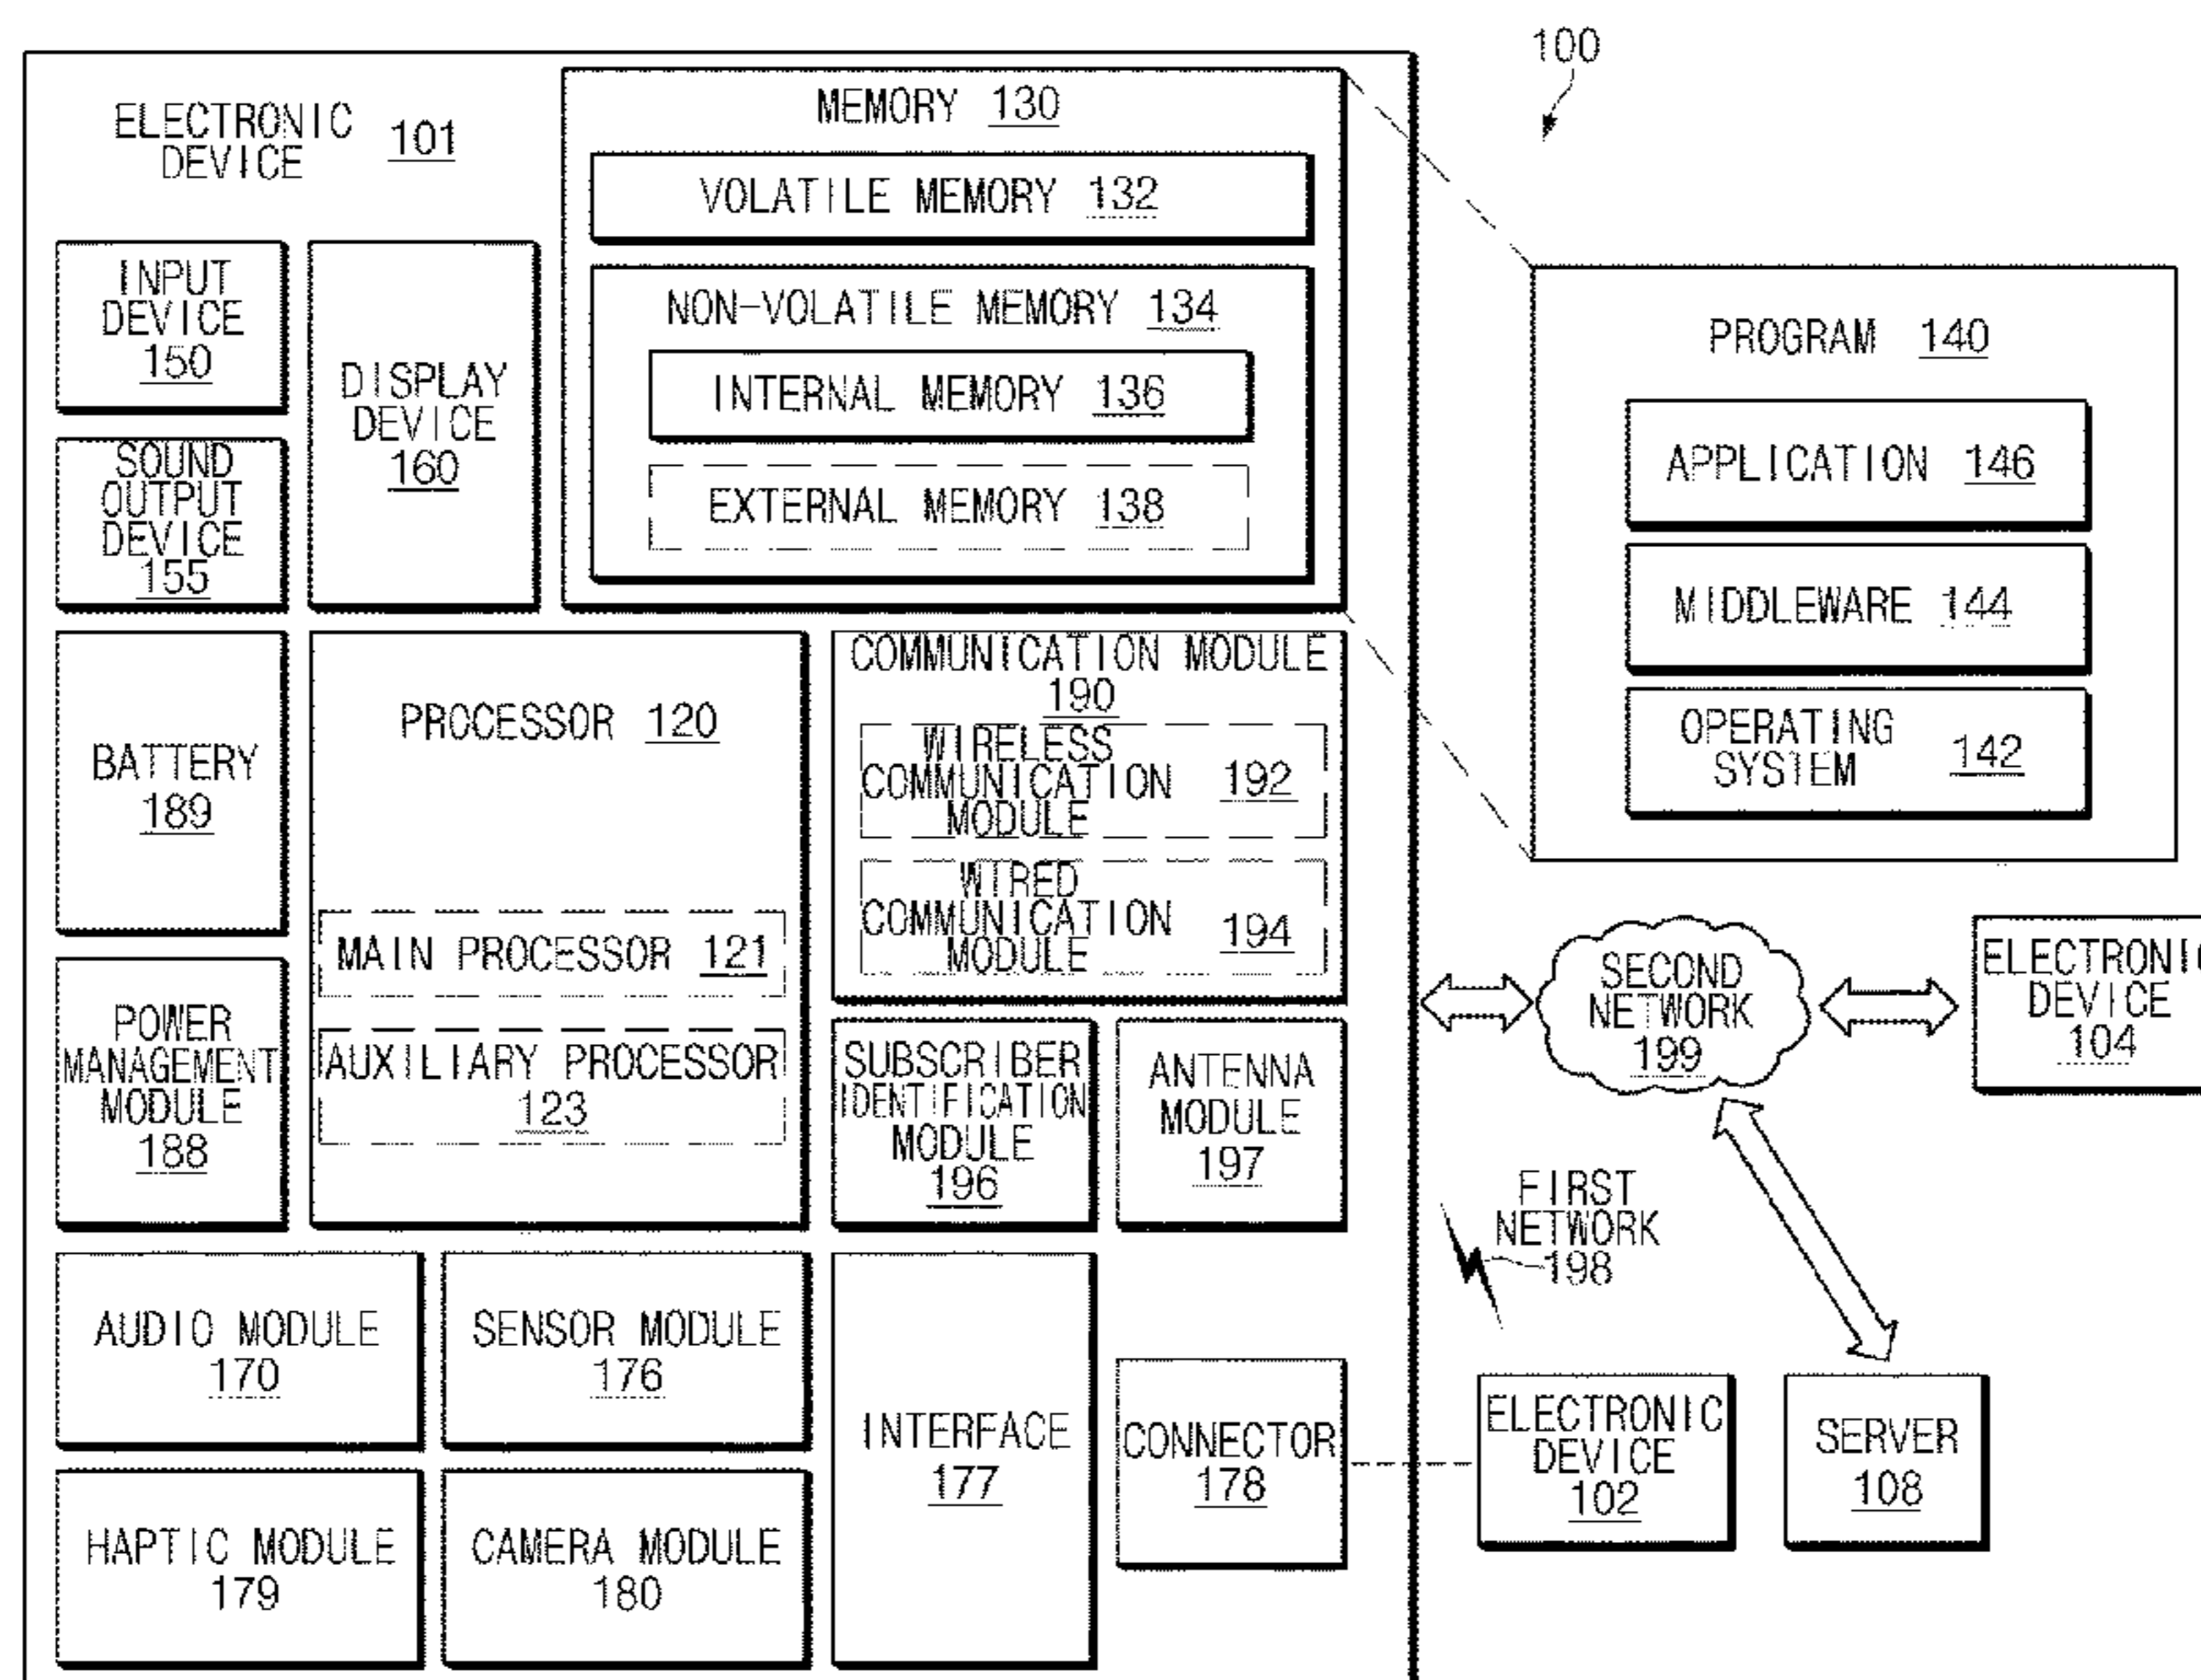 100
ELECTRONIC
DEVICE 101
MEMORY 130
VOLATILE MEMORY 132
NON-VOLATILE MEMORY 134
INTERNAL MEMORY 136
EXTERNAL MEMORY 138
INPUT
DEVICE
150
SOUND
OUTPUT
DEVICE
155
DISPLAY
DEVICE
160
PROGRAM 140
APPLICATION 146
MIDDLEWARE 144
OPERATING
SYSTEM 142
BATTERY
189
POWER
MANAGEMENT
MODULE
188
PROCESSOR 120
MAIN PROCESSOR 121
AUXILIARY PROCESSOR
123
COMMUNICATION MODULE
190
WIRELESS
COMMUNICATION 192
MODULE
WIRED
COMMUNICATION 194
MODULE
SUBSCRIBER
IDENTIFICATION
MODULE
196
ANTENNA
MODULE
197
SECOND
NETWORK
199
ELECTRONIC
DEVICE
104
FIRST
NETWORK
198
AUDIO MODULE
170
SENSOR MODULE
176
HAPTIC MODULE
179
CAMERA MODULE
180
INTERFACE
177
CONNECTOR
178
ELECTRONIC
DEVICE
102
SERVER
108